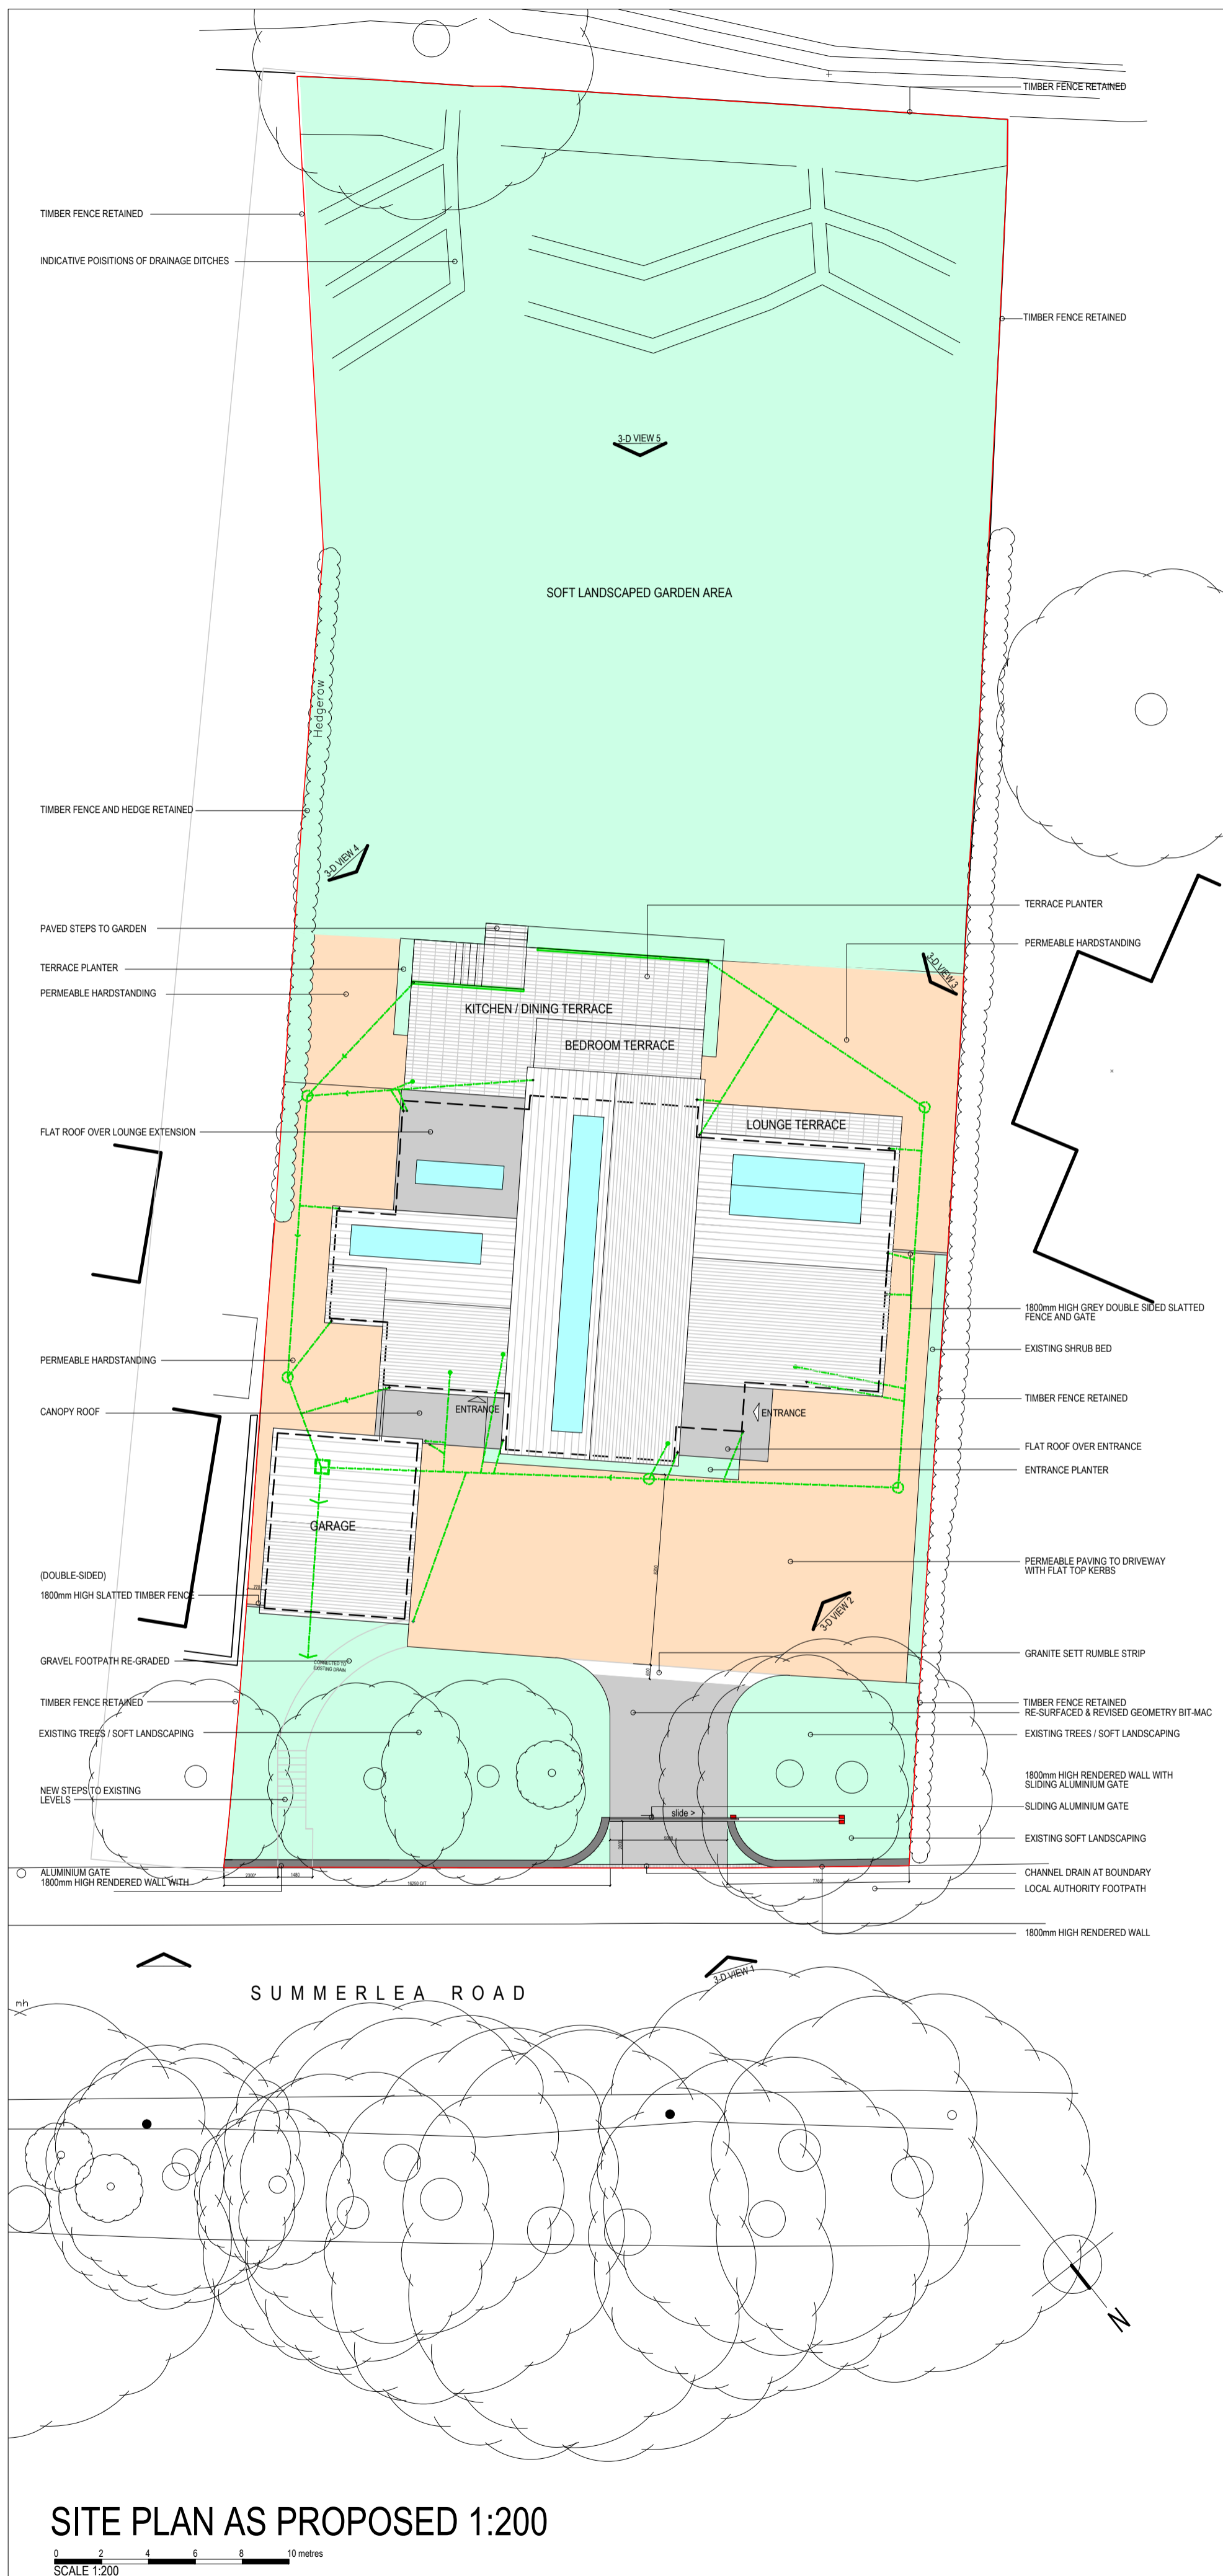 TIMBER FENCE RETAINED
TIMBER FENCE RETAINED
INDICATIVE POISITIONS OF DRAINAGE DITCHES
TIMBER FENCE RETAINED
3-D VIEW 5
SOFT LANDSCAPED GARDEN AREA
Hedgerow
TIMBER FENCE AND HEDGE RETAINED
3-D VIEW 4
TERRACE PLANTER
PAVED STEPS TO GARDEN
PERMEABLE HARDSTANDING
3-D VIEW 3
TERRACE PLANTER
PERMEABLE HARDSTANDING
KITCHEN / DINING TERRACE
BEDROOM TERRACE
LOUNGE TERRACE
FLAT ROOF OVER LOUNGE EXTENSION
1800mm HIGH GREY DOUBLE SIDED SLATTED
FENCE AND GATE
EXISTING SHRUB BED
PERMEABLE HARDSTANDING
TIMBER FENCE RETAINED
CANOPY ROOF
ENTRANCE
ENTRANCE
FLAT ROOF OVER ENTRANCE
ENTRANCE PLANTER
GARAGE
PERMEABLE PAVING TO DRIVEWAY
WITH FLAT TOP KERBS
(DOUBLE-SIDED)
1800mm HIGH SLATTED TIMBER FENCE
3-D VIEW 2
GRAVEL FOOTPATH RE-GRADED
CONNECTED TO
EXISTING DRAIN
GRANITE SETT RUMBLE STRIP
TIMBER FENCE RETAINED
TIMBER FENCE RETAINED
RE-SURFACED & REVISED GEOMETRY BIT-MAC
EXISTING TREES / SOFT LANDSCAPING
EXISTING TREES / SOFT LANDSCAPING
1800mm HIGH RENDERED WALL WITH
SLIDING ALUMINIUM GATE
NEW STEPS TO EXISTING
LEVELS
SLIDING ALUMINIUM GATE
slide >
EXISTING SOFT LANDSCAPING
ALUMINIUM GATE
1800mm HIGH RENDERED WALL WITH
CHANNEL DRAIN AT BOUNDARY
LOCAL AUTHORITY FOOTPATH
1480
1800mm HIGH RENDERED WALL
3-D VIEW 1
SUMMERLEA ROAD
mh
N
SITE PLAN AS PROPOSED 1:200
0 2 4 6 8 10 metres
SCALE 1:200